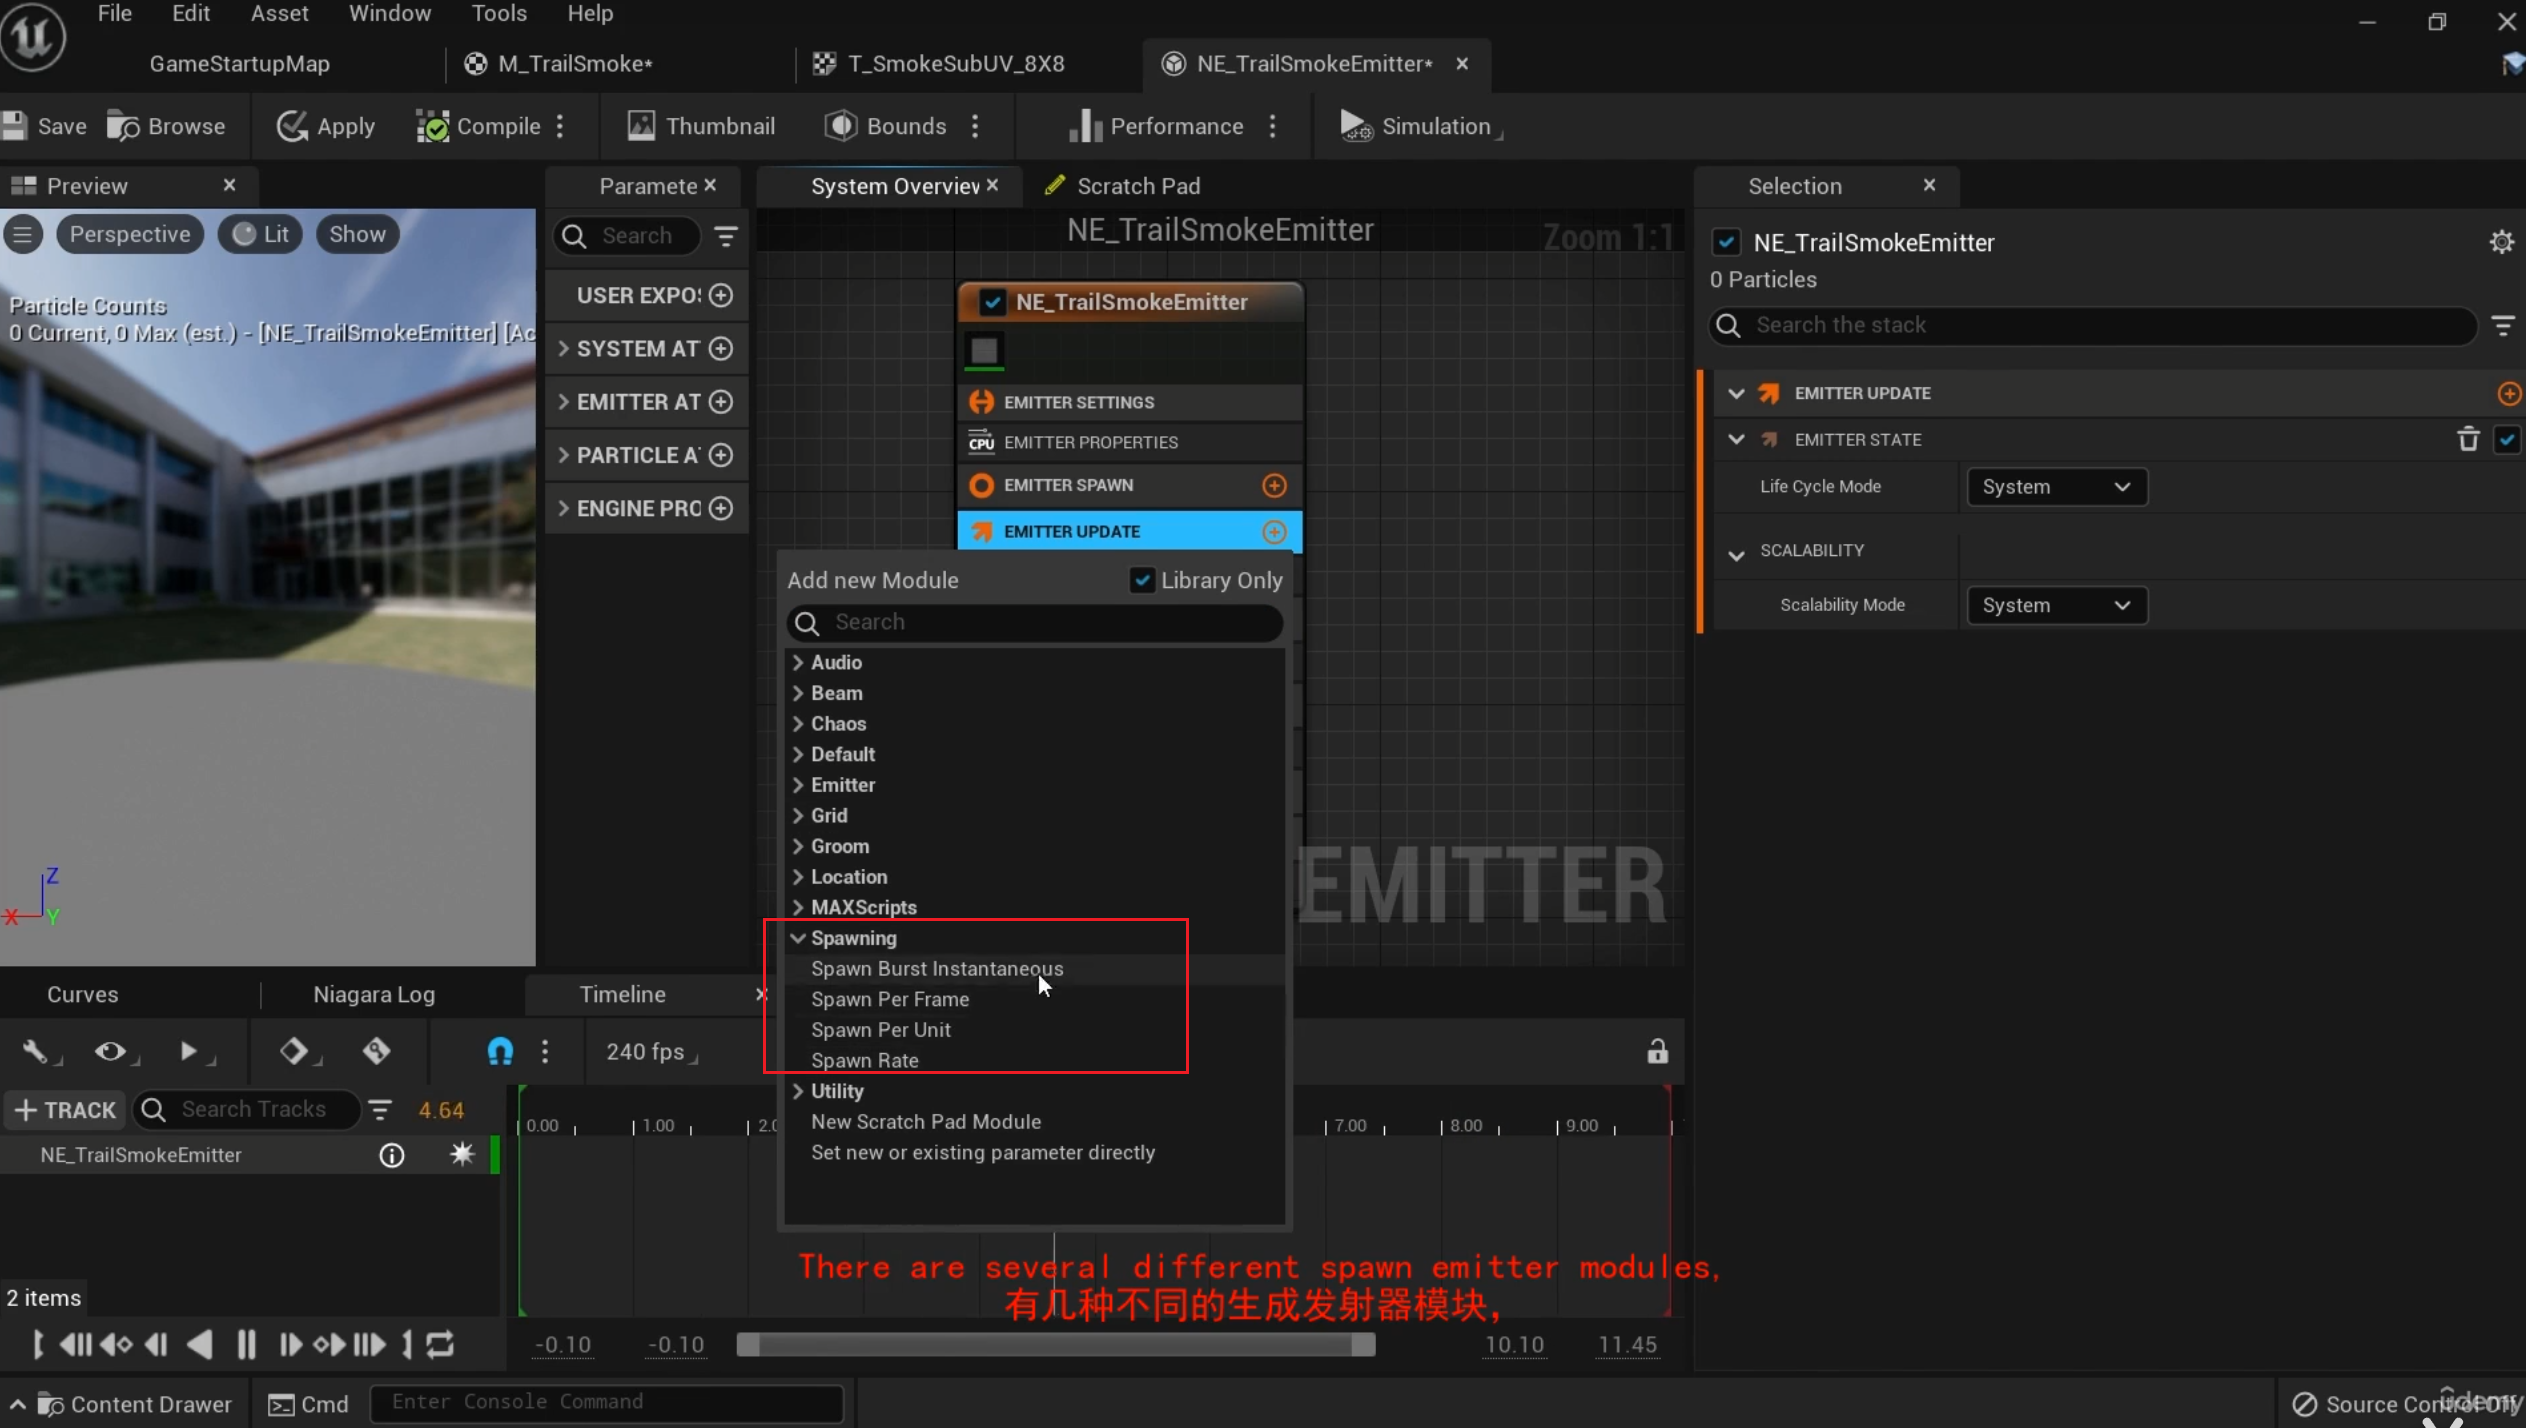 File Edit Asset Window Tools Help
GameStartupMap M_TrailSmoke* T_SmokeSubUV_8X8 NE_TrailSmokeEmitter*
Save Browse Apply Compile Thumbnail Bounds Performance Simulation
Preview Paramete System Overview Scratch Pad Selection
Perspective Lit Show
Particle Counts
0 Current, 0 Max (est.) - [NE_TrailSmokeEmitter] [Ac
Search
USER EXPO
SYSTEM AT
EMITTER AT
PARTICLE A
ENGINE PRO
NE_TrailSmokeEmitter Zoom 1:1
NE_TrailSmokeEmitter
EMITTER SETTINGS
CPU EMITTER PROPERTIES
EMITTER SPAWN
EMITTER UPDATE
EMITTER
Add new Module Library Only
Search
Audio
Beam
Chaos
Default
Emitter
Grid
Groom
Location
MAXScripts
Spawning
Spawn Burst Instantaneous
Spawn Per Frame
Spawn Per Unit
Spawn Rate
Utility
New Scratch Pad Module
Set new or existing parameter directly
NE_TrailSmokeEmitter
0 Particles
Search the stack
EMITTER UPDATE
EMITTER STATE
Life Cycle Mode System
SCALABILITY
Scalability Mode System
Z
X Y
Curves Niagara Log Timeline
240 fps
TRACK Search Tracks 4.64
0.00 1.00 2.0 7.00 8.00 9.00
NE_TrailSmokeEmitter
There are several different spawn emitter modules,
有几种不同的生成发射器模块，
2 items
-0.10 -0.10 10.10 11.45
Content Drawer Cmd Enter Console Command Source Control Off
ûdemy